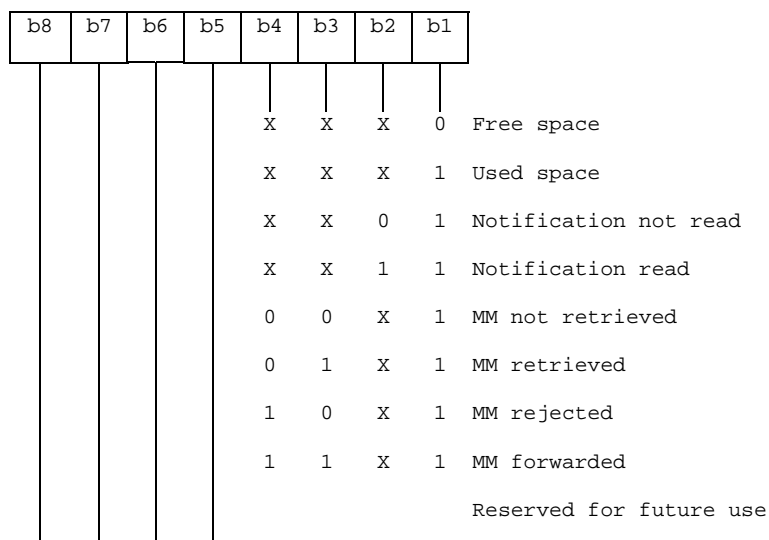 b8 b7 b6 b5 b4 b3 b2 b1
X X X 0 Free space
X X X 1 Used space
X X 0 1 Notification not read
X X 1 1 Notification read
0 0 X 1 MM not retrieved
0 1 X 1 MM retrieved
1 0 X 1 MM rejected
1 1 X 1 MM forwarded
Reserved for future use